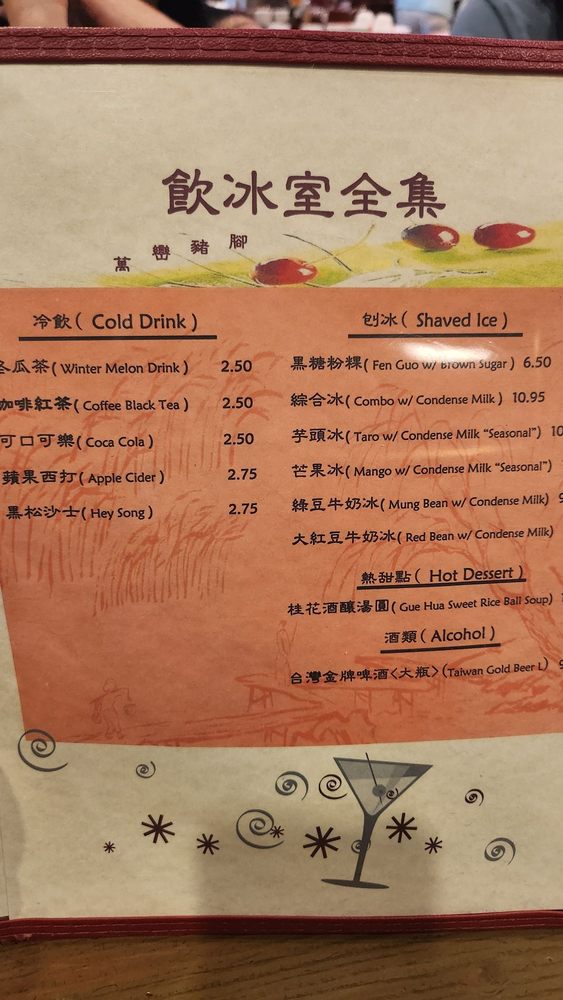 飲冰室全集
萬巒豬腳
冷飲( Cold Drink )
冬瓜茶( Winter Melon Drink ) 2.50
咖啡紅茶( Coffee Black Tea ) 2.50
可口可樂( Coca Cola ) 2.50
蘋果西打( Apple Cider ) 2.75
黑松沙士( Hey Song ) 2.75
刨冰( Shaved Ice )
黑糖粉粿( Fen Guo w/ Brown Sugar ) 6.50
綜合冰( Combo w/ Condense Milk ) 10.95
芋頭冰( Taro w/ Condense Milk “Seasonal”)
芒果冰( Mango w/ Condense Milk “Seasonal”)
綠豆牛奶冰( Mung Bean w/ Condense Milk)
大紅豆牛奶冰( Red Bean w/ Condense Milk)
熱甜點( Hot Dessert )
桂花酒釀湯圓( Gue Hua Sweet Rice Ball Soup)
酒類( Alcohol )
台灣金牌啤酒<大瓶>(Taiwan Gold Beer L)